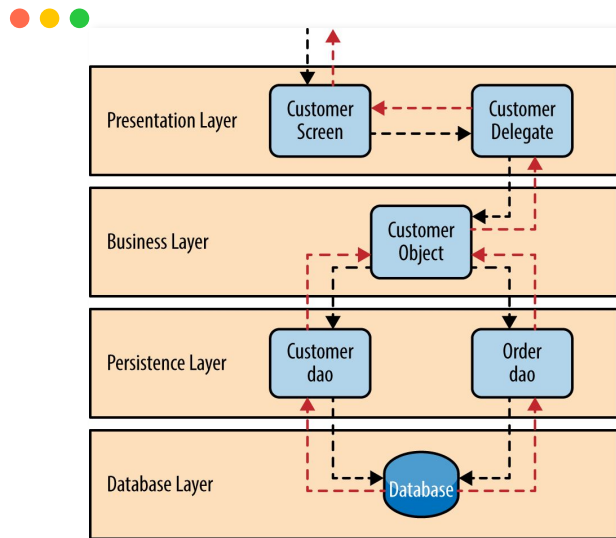 Presentation Layer
Customer
Screen
Customer
Delegate
Business Layer
Customer
Object
Persistence Layer
Customer
dao
Order
dao
Database Layer
Database